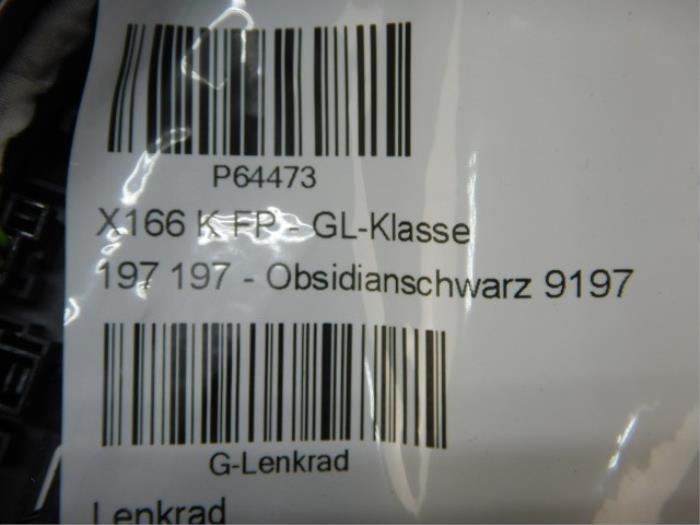 P64473
X166 K FP - GL-Klasse
197 197 - Obsidianschwarz 9197
G-Lenkrad
Lenkrad